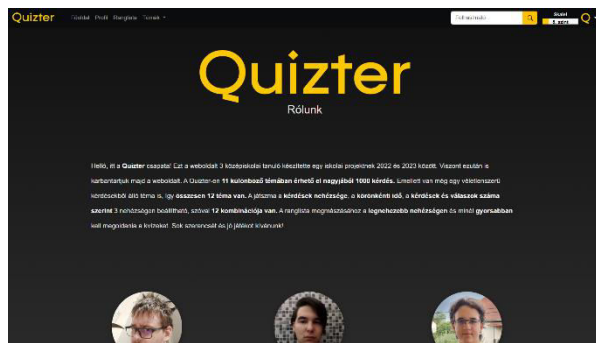 Quizter Főoldal Profil Ranglista Témák
5. szint
Quizter
Rólunk
Helló, itt a Quizter csapata! Ezt a weboldalt 3 középiskolai tanuló készítette egy iskolai projektnek 2022 és 2023 között. Viszont ezután is
karbantartjuk majd a weboldalt. A Quizter-en 11 különböző témában érhető el nagyjából 1000 kérdés. Emellett van még egy véletlenszerű
kérdésekből álló téma is, így összesen 12 téma van. A játszma a kérdések nehézsége, a körönkénti idő, a kérdések és válaszok száma
szerint 3 nehézségen beállítható, szóval 12 kombinációja van. A ranglista megmászásához a legnehezebb nehézségen és minél gyorsabban
kell megoldania a kvízeket. Sok szerencsét és jó játékot kívánunk!